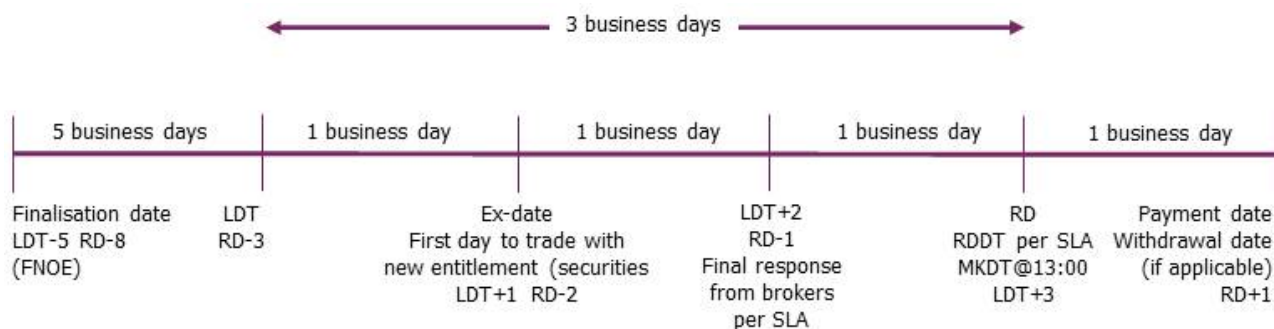 3 business days
5 business days
1 business day
1 business day
1 business day
1 business day
Finalisation date
LDT-5 RD-8
(FNOE)
LDT
RD-3
Ex-date
First day to trade with
new entitlement (securities
LDT+1 RD-2
LDT+2
RD-1
Final response
from brokers
per SLA
RD
RDDT per SLA
MKDT@13:00
LDT+3
Payment date
Withdrawal date
(if applicable)
RD+1